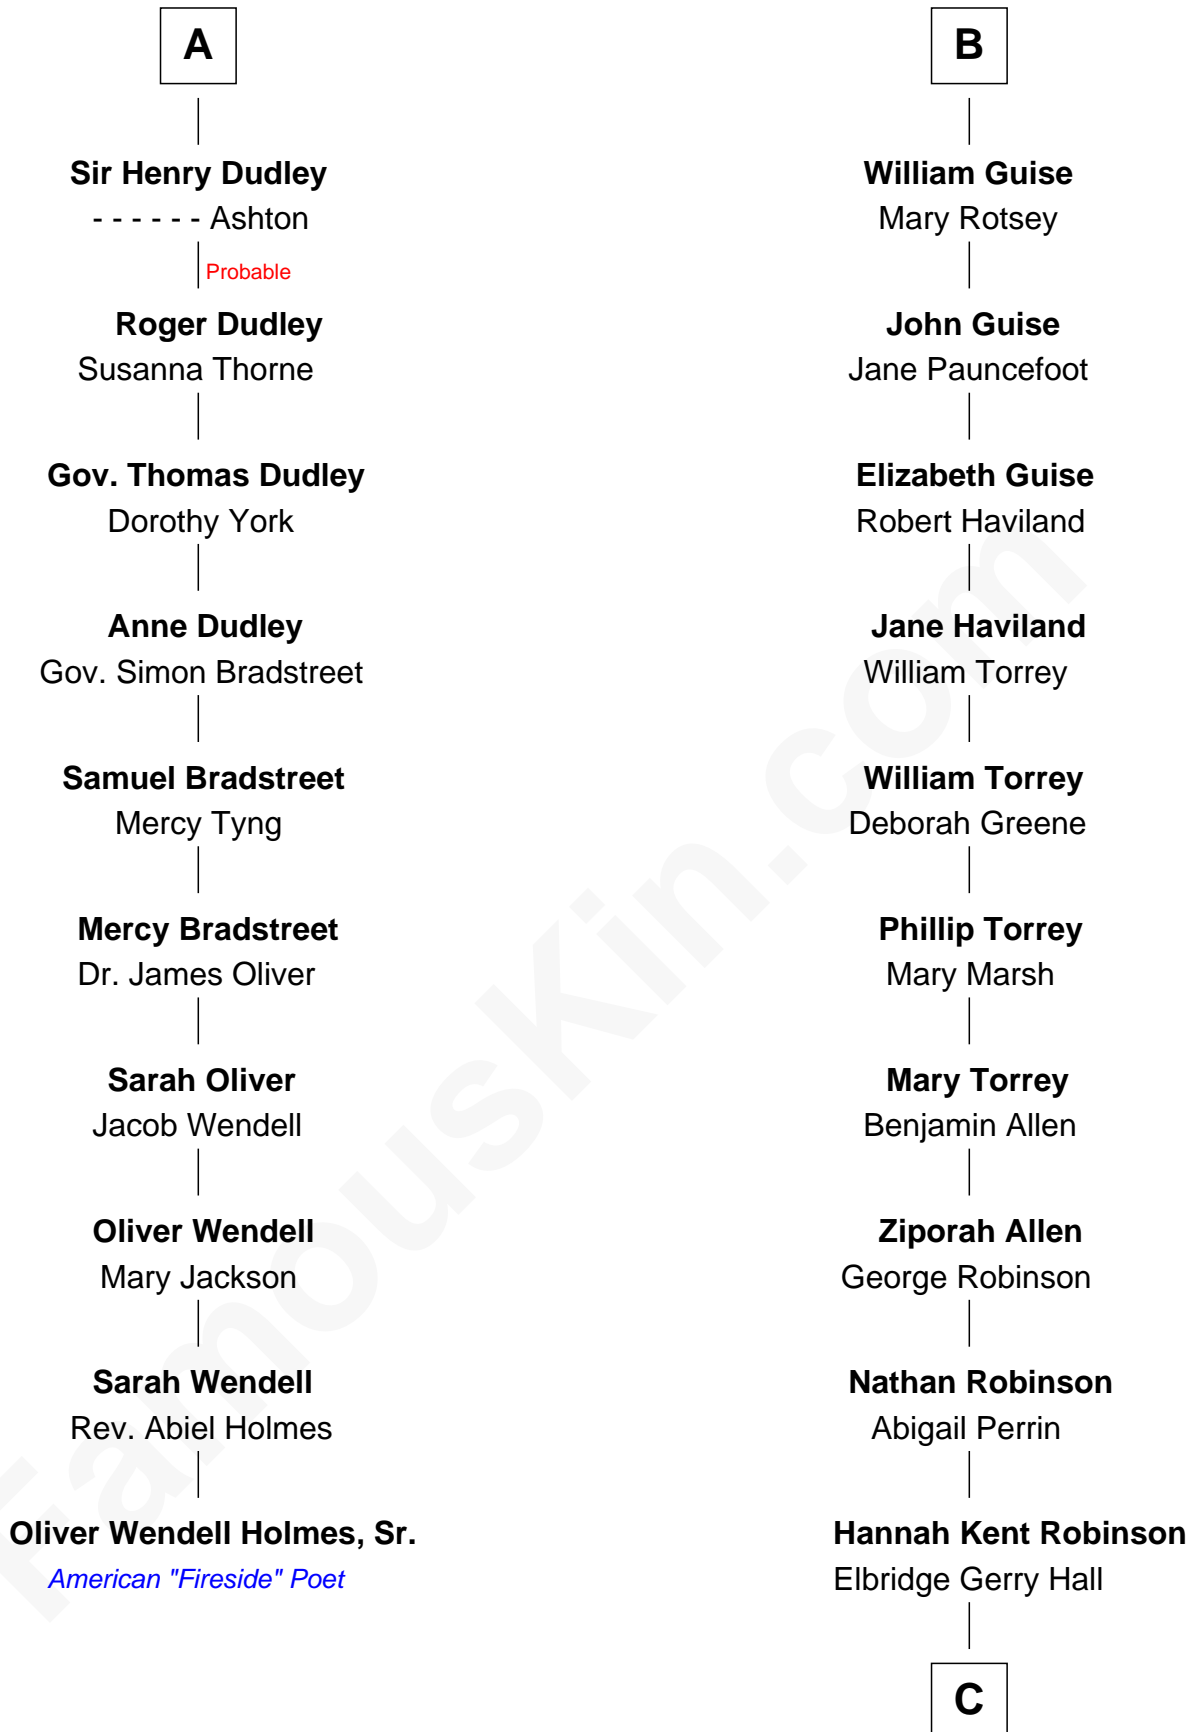 A
Sir Henry Dudley
- - - - - - Ashton
Probable
Roger Dudley
Susanna Thorne
Gov. Thomas Dudley
Dorothy York
Anne Dudley
Gov. Simon Bradstreet
Samuel Bradstreet
Mercy Tyng
Mercy Bradstreet
Dr. James Oliver
Sarah Oliver
Jacob Wendell
Oliver Wendell
Mary Jackson
Sarah Wendell
Rev. Abiel Holmes
Oliver Wendell Holmes, Sr.
American "Fireside" Poet
B
William Guise
Mary Rotsey
John Guise
Jane Pauncefoot
Elizabeth Guise
Robert Haviland
Jane Haviland
William Torrey
William Torrey
Deborah Greene
Phillip Torrey
Mary Marsh
Mary Torrey
Benjamin Allen
Ziporah Allen
George Robinson
Nathan Robinson
Abigail Perrin
Hannah Kent Robinson
Elbridge Gerry Hall
C
FamousKin.com